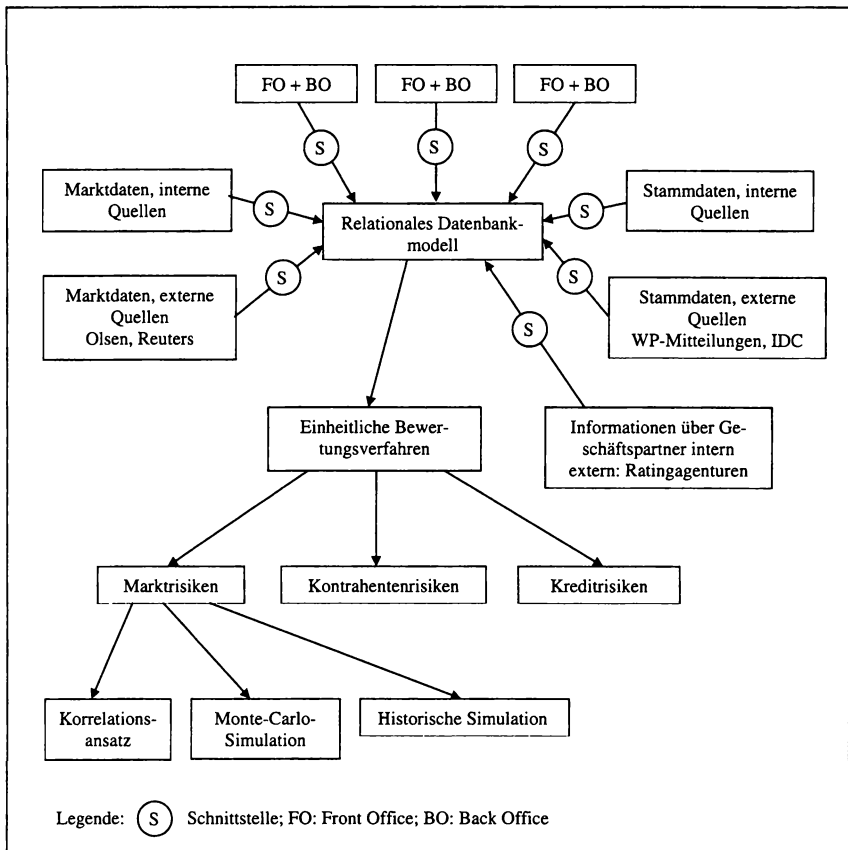 FO + BO
FO + BO
FO + BO
S
S
S
Marktdaten, interne
Quellen
S
Relationales Datenbank-
modell
S
Stammdaten, interne
Quellen
Marktdaten, externe
Quellen
Olsen, Reuters
S
S
Stammdaten, externe
Quellen
WP-Mitteilungen, IDC
S
Einheitliche Bewer-
tungsverfahren
Informationen über Ge-
schäftspartner intern
extern: Ratingagenturen
Marktrisiken
Kontrahentenrisiken
Kreditrisiken
Korrelations-
ansatz
Monte-Carlo-
Simulation
Historische Simulation
Legende: S Schnittstelle; FO: Front Office; BO: Back Office